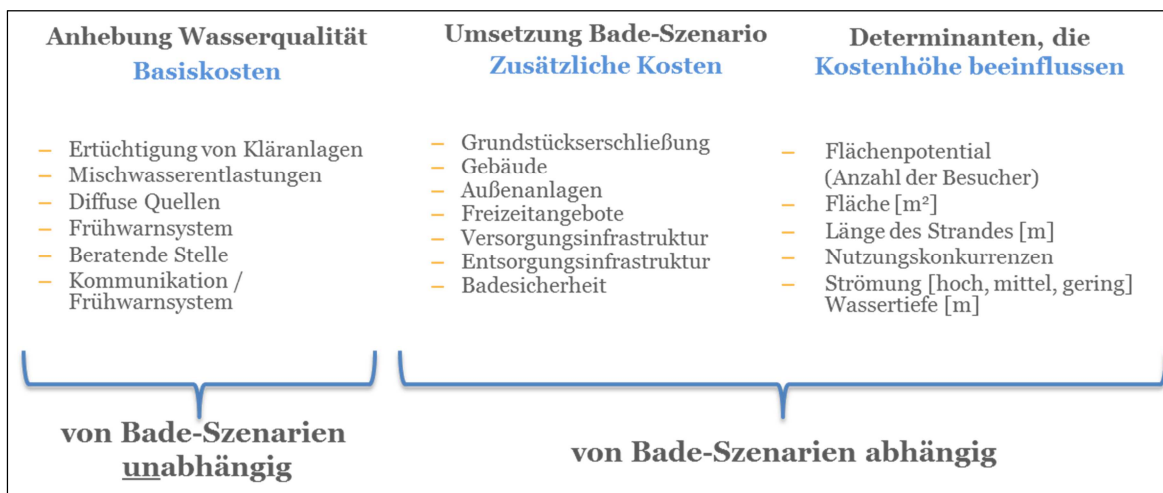 Anhebung Wasserqualität
Basiskosten
– Ertüchtigung von Kläranlagen
– Mischwasserentlastungen
– Diffuse Quellen
– Frühwarnsystem
– Beratende Stelle
– Kommunikation /
Frühwarnsystem
von Bade-Szenarien
unabhängig
Umsetzung Bade-Szenario
Zusätzliche Kosten
– Grundstückserschließung
– Gebäude
– Außenanlagen
– Freizeitangebote
– Versorgungsinfrastruktur
– Entsorgungsinfrastruktur
– Badesicherheit
Determinanten, die
Kostenhöhe beeinflussen
– Flächenpotential
(Anzahl der Besucher)
– Fläche [m²]
– Länge des Strandes [m]
– Nutzungskonkurrenzen
– Strömung [hoch, mittel, gering]
Wassertiefe [m]
von Bade-Szenarien abhängig